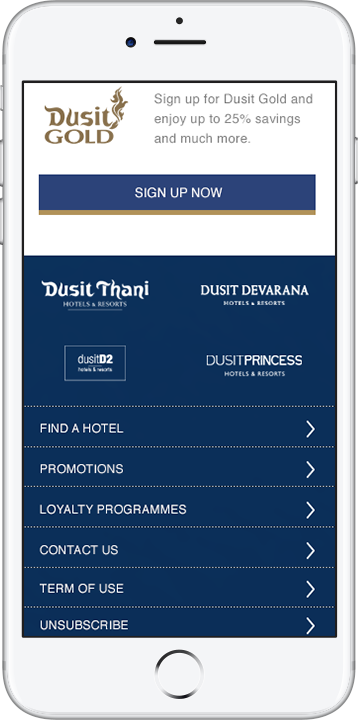 Dusit
GOLD
Sign up for Dusit Gold and
enjoy up to 25% savings
and much more.
SIGN UP NOW
Dusit Thani
HOTELS & RESORTS
DUSIT DEVARANA
HOTELS & RESORTS
dusitD2
hotels & resorts
DUSITPRINCESS
HOTELS & RESORTS
FIND A HOTEL
PROMOTIONS
LOYALTY PROGRAMMES
CONTACT US
TERM OF USE
UNSUBSCRIBE